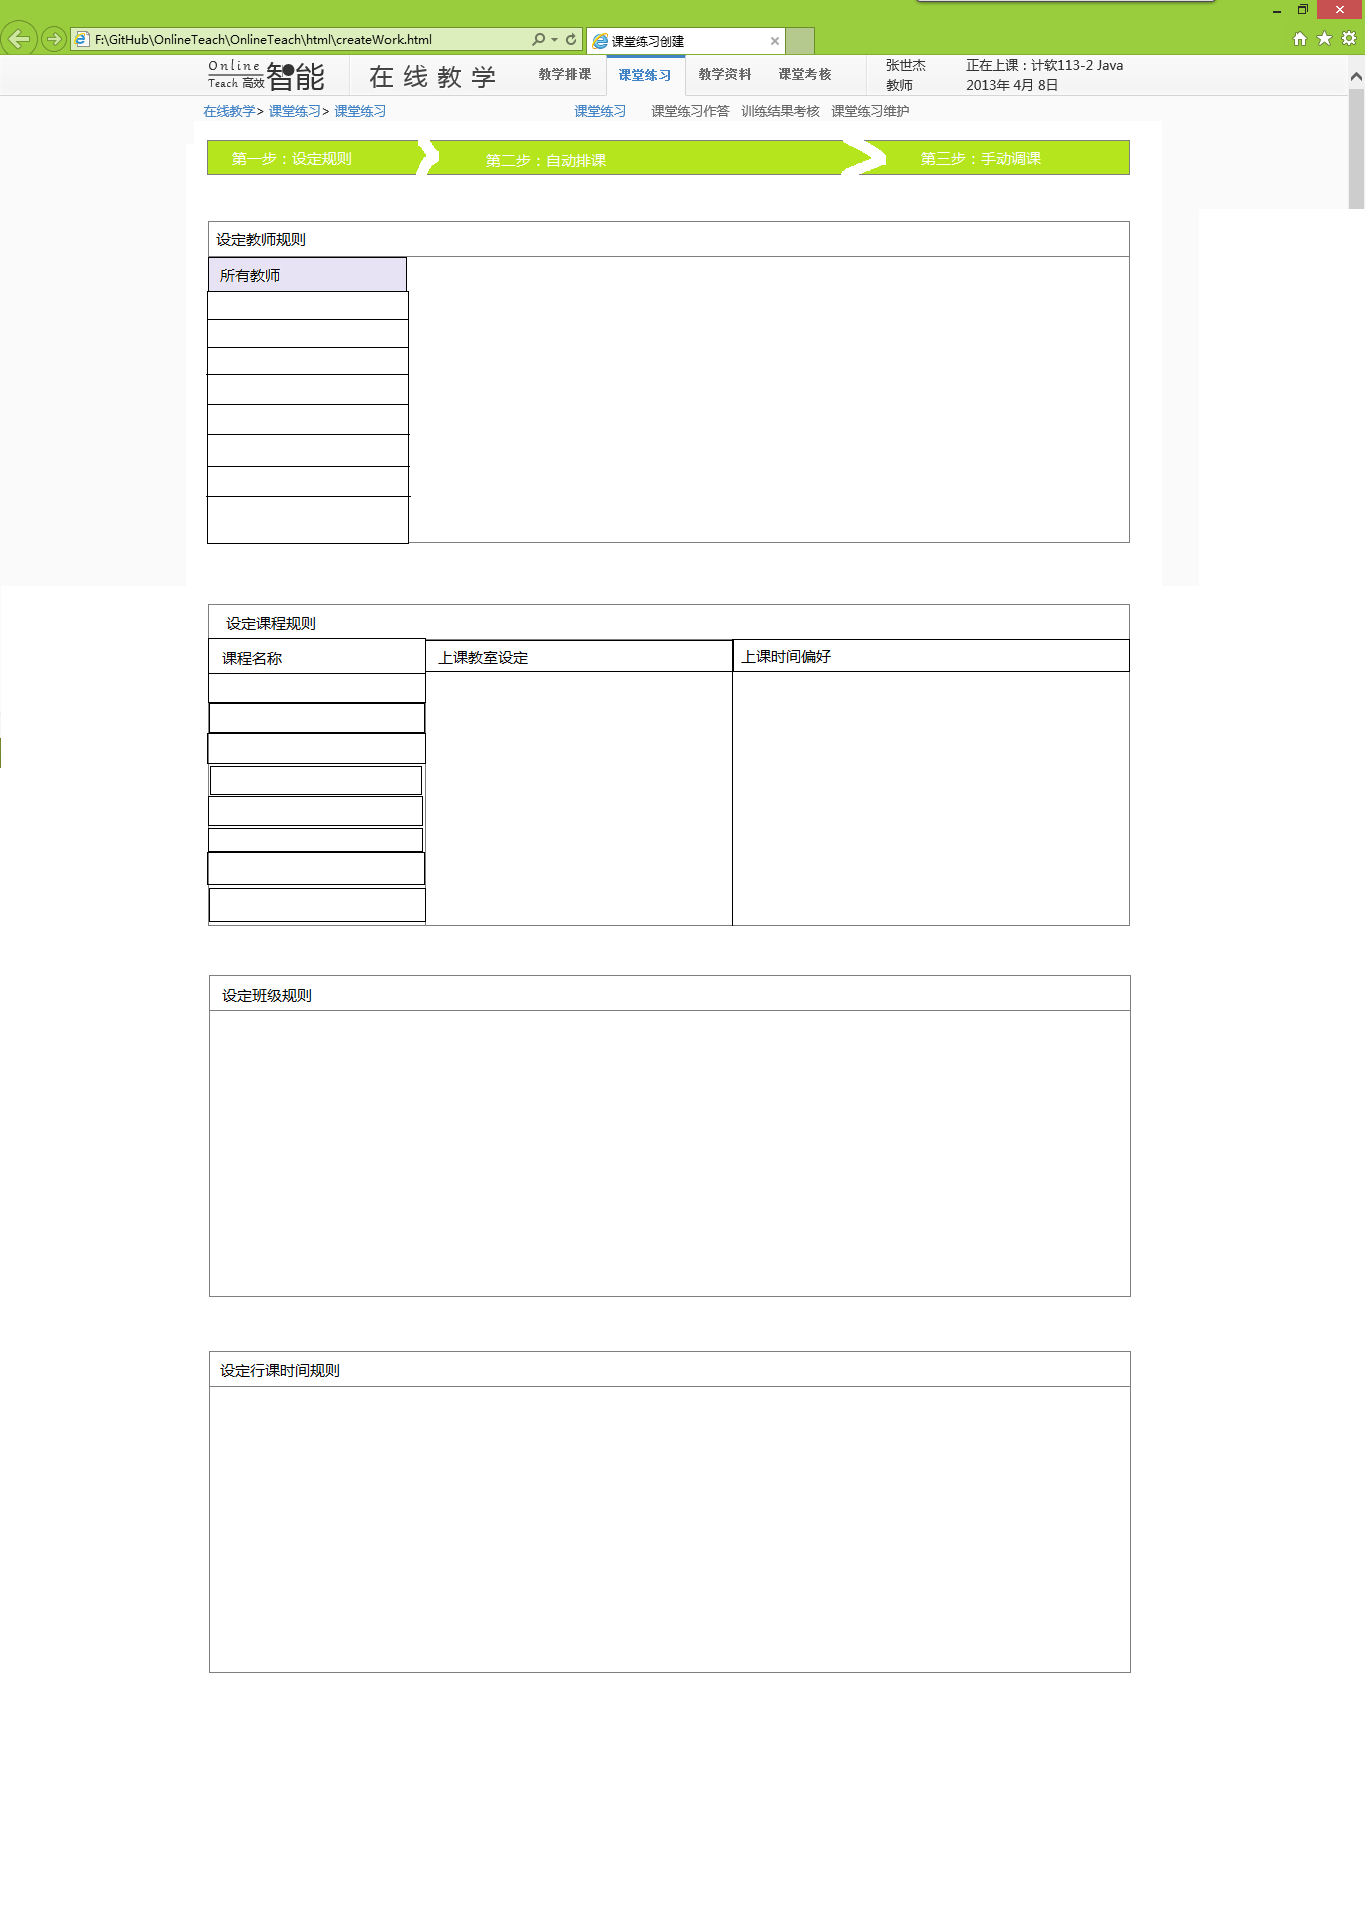 F:\GitHub\OnlineTeach\OnlineTeach\html\createWork.html
课堂练习创建
Online
Teach 高效
智能
在线教学
教学排课
课堂练习
教学资料
课堂考核
张世杰
教师
正在上课：计软113-2 Java
2013年 4月 8日
在线教学> 课堂练习> 课堂练习
课堂练习 课堂练习作答 训练结果考核 课堂练习维护
第一步：设定规则
第二步：自动排课
第三步：手动调课
设定教师规则
所有教师
设定课程规则
课程名称
上课教室设定
上课时间偏好
设定班级规则
设定行课时间规则